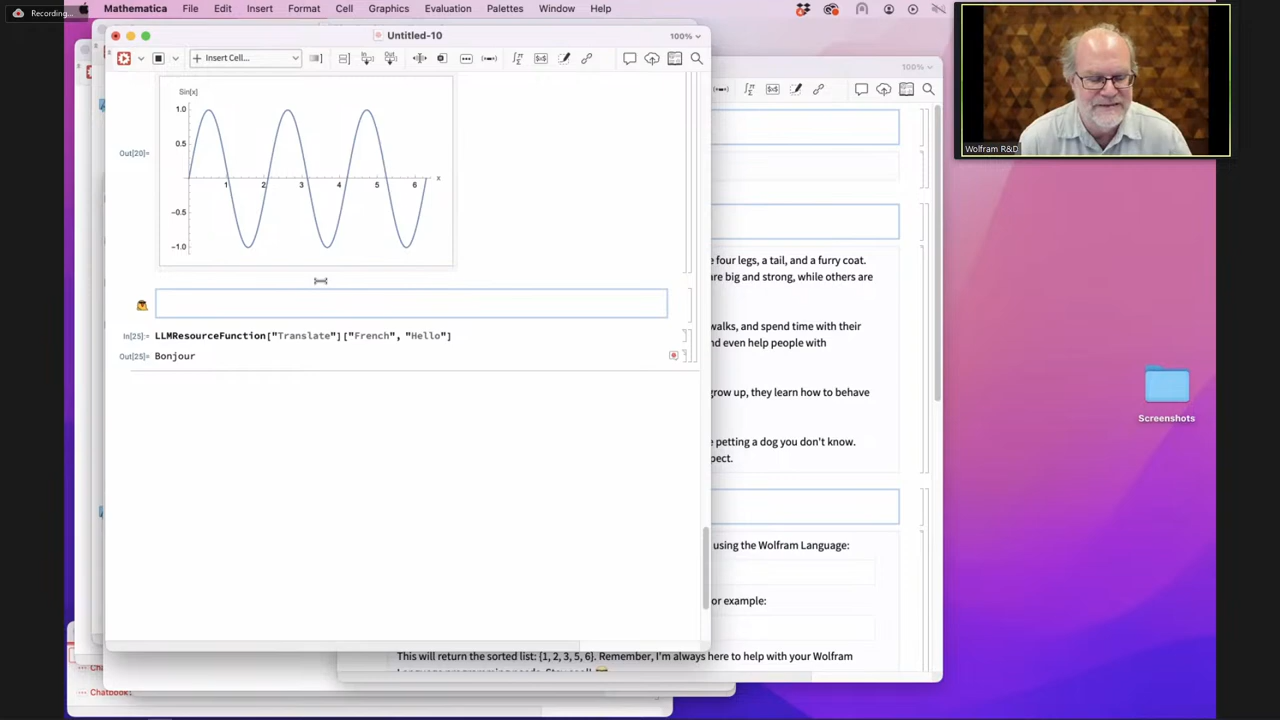 Recording...
Mathematica File Edit Insert Format Cell Graphics Evaluation Palettes Window Help
Untitled-10
100%
Insert Cell...
100%
Sin[x]
1.0
0.5
-0.5
-1.0
1 2 3 4 5 6 x
Out[20]=
In[25]:= LLMResourceFunction["Translate"]["French", "Hello"]
Out[25]= Bonjour
four legs, a tail, and a furry coat.
are big and strong, while others are
walks, and spend time with their
nd even help people with
grow up, they learn how to behave
e petting a dog you don't know.
pect.
using the Wolfram Language:
or example:
This will return the sorted list: {1, 2, 3, 5, 6}. Remember, I'm always here to help with your Wolfram
Chatbook:
Chatbook:
Wolfram R&D
Screenshots